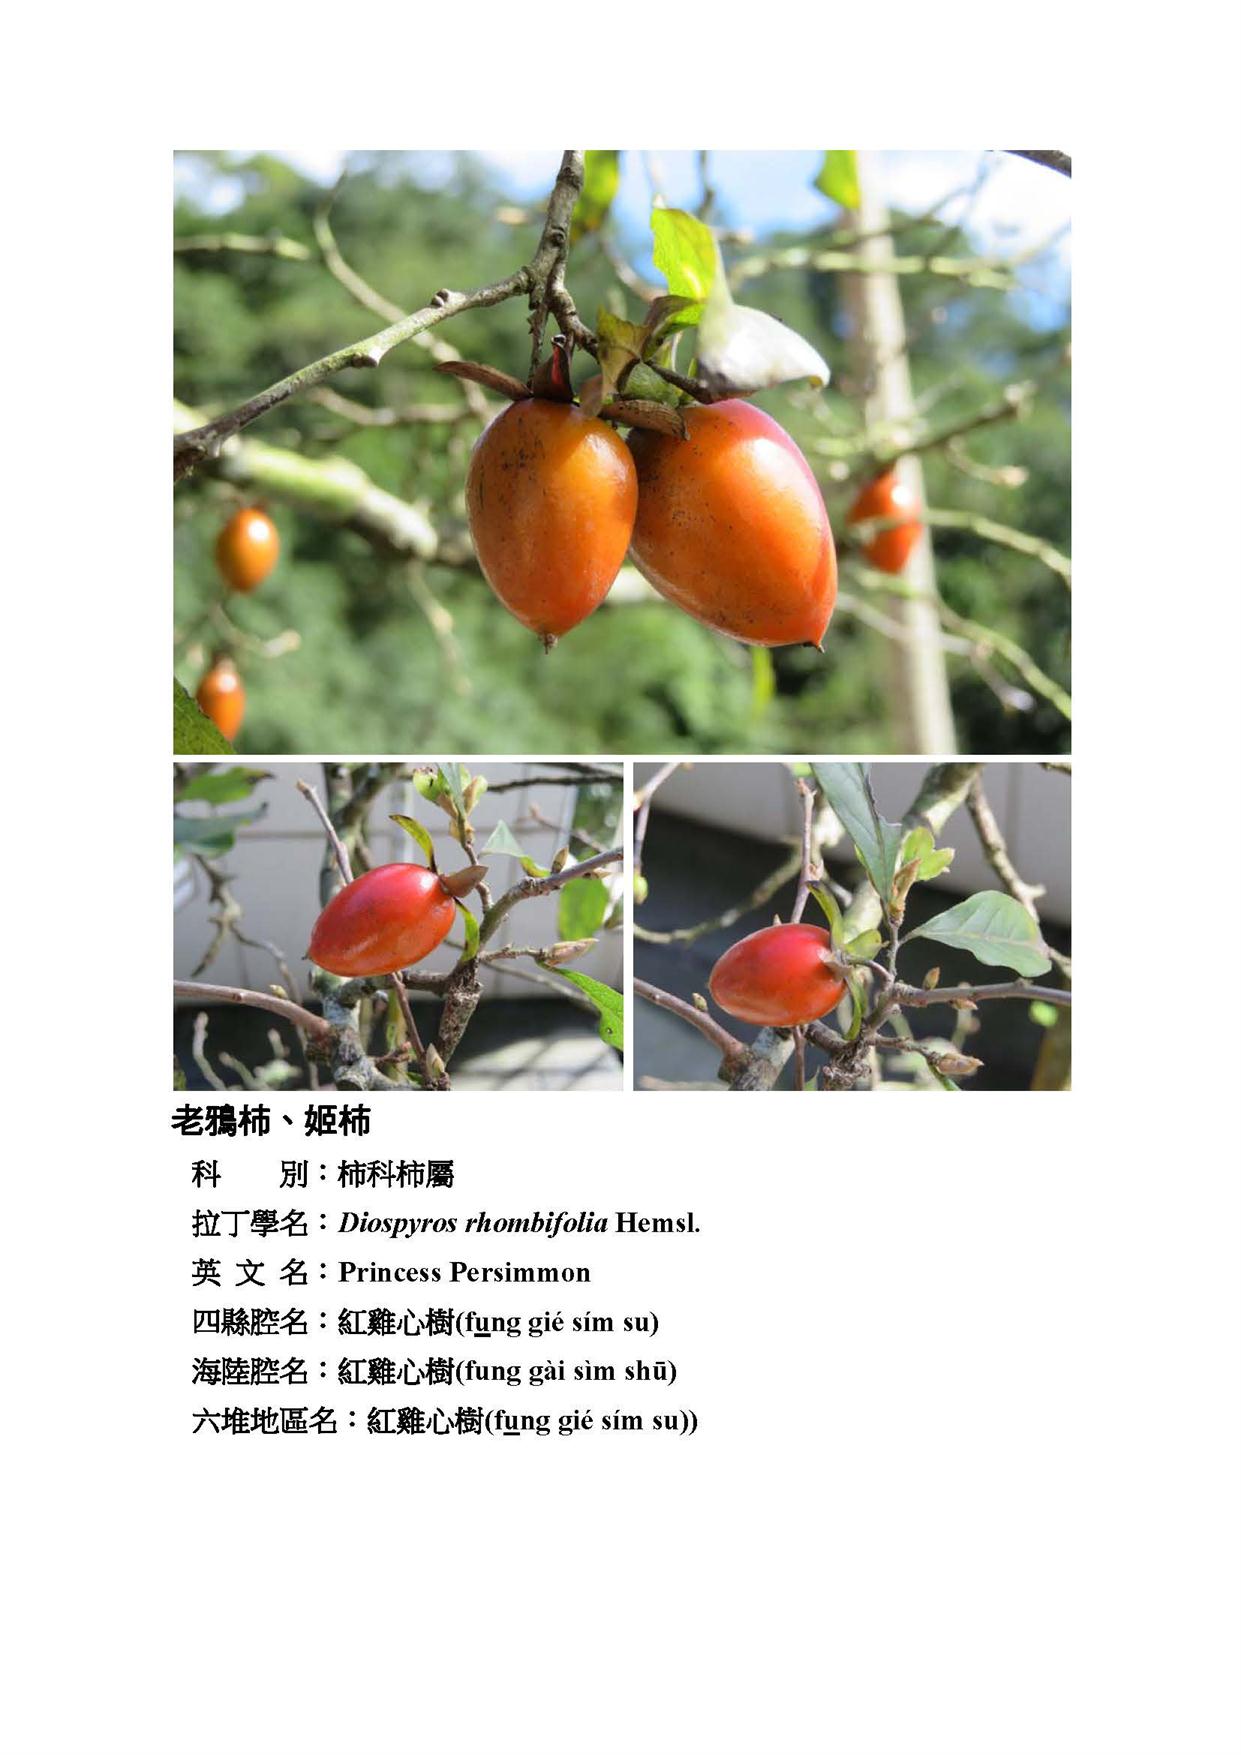 老鴉柿、姬柿
科　　別：柿科柿屬
拉丁學名：Diospyros rhombifolia Hemsl.
英 文 名：Princess Persimmon
四縣腔名：紅雞心樹(fung gié sím su)
海陸腔名：紅雞心樹(fung gài sìm shū)
六堆地區名：紅雞心樹(fung gié sím su))